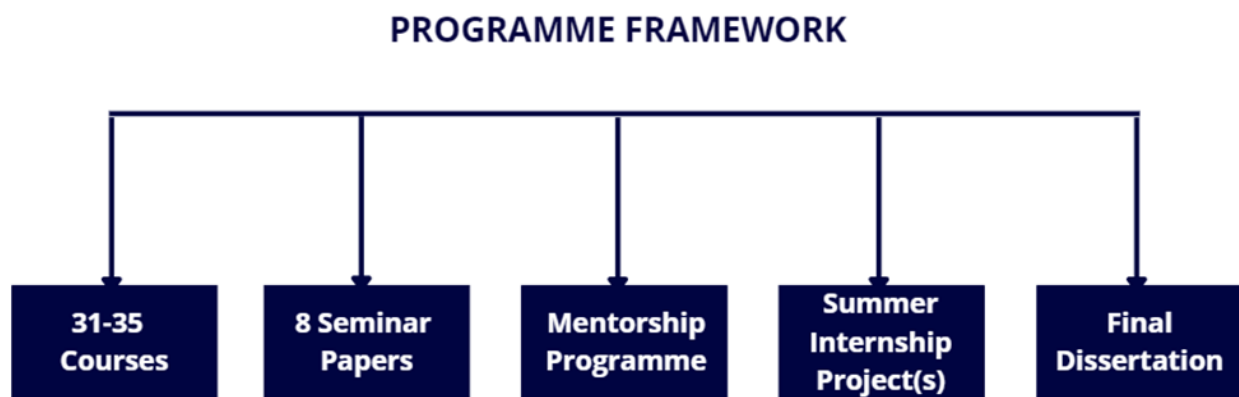 PROGRAMME FRAMEWORK
31-35
Courses
8 Seminar
Papers
Mentorship
Programme
Summer
Internship
Project(s)
Final
Dissertation